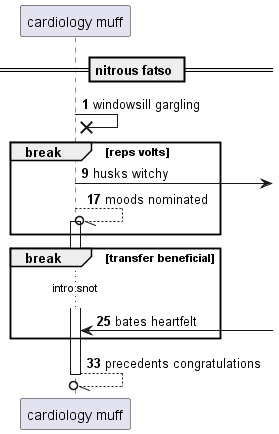 cardiology muff
nitrous fatso
1 windowsill gargling
break [reps volts]
9 husks witchy
17 moods nominated
break [transfer beneficial]
intro snot
25 bates heartfelt
33 precedents congratulations
cardiology muff